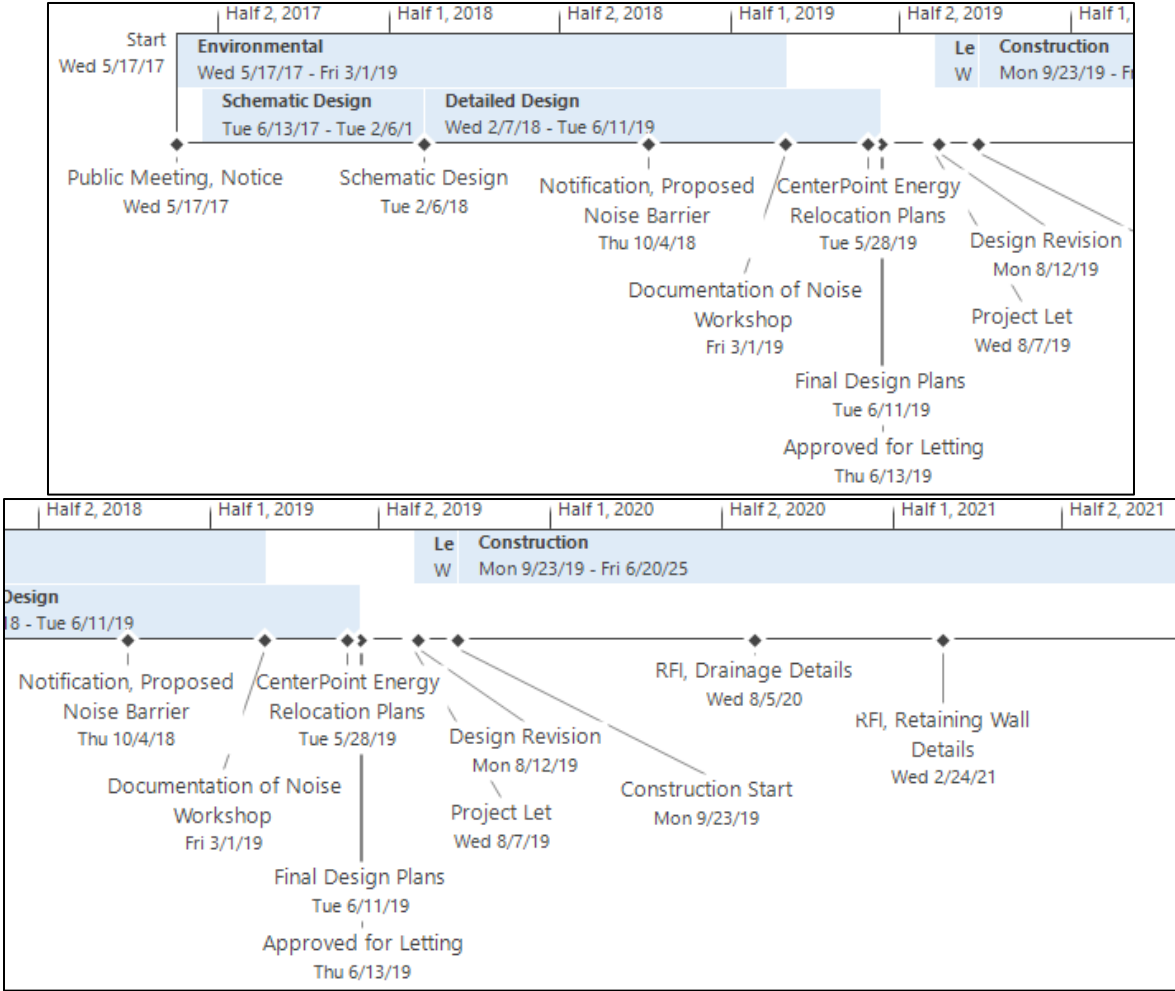 Half 2, 2017
Half 1, 2018
Half 2, 2018
Half 1, 2019
Half 2, 2019
Half 1,
Start
Wed 5/17/17
Environmental
Wed 5/17/17 - Fri 3/1/19
Le
W
Construction
Mon 9/23/19 - Fr
Schematic Design
Tue 6/13/17 - Tue 2/6/1
Detailed Design
Wed 2/7/18 - Tue 6/11/19
Public Meeting, Notice
Wed 5/17/17
Schematic Design
Tue 2/6/18
Notification, Proposed
Noise Barrier
Thu 10/4/18
CenterPoint Energy
Relocation Plans
Tue 5/28/19
Design Revision
Mon 8/12/19
Documentation of Noise
Workshop
Fri 3/1/19
Project Let
Wed 8/7/19
Final Design Plans
Tue 6/11/19
Approved for Letting
Thu 6/13/19
Half 2, 2018
Half 1, 2019
Half 2, 2019
Half 1, 2020
Half 2, 2020
Half 1, 2021
Half 2, 2021
Le
W
Construction
Mon 9/23/19 - Fri 6/20/25
Design
18 - Tue 6/11/19
Notification, Proposed
Noise Barrier
Thu 10/4/18
CenterPoint Energy
Relocation Plans
Tue 5/28/19
RFI, Drainage Details
Wed 8/5/20
RFI, Retaining Wall
Details
Wed 2/24/21
Design Revision
Mon 8/12/19
Documentation of Noise
Workshop
Fri 3/1/19
Project Let
Wed 8/7/19
Construction Start
Mon 9/23/19
Final Design Plans
Tue 6/11/19
Approved for Letting
Thu 6/13/19